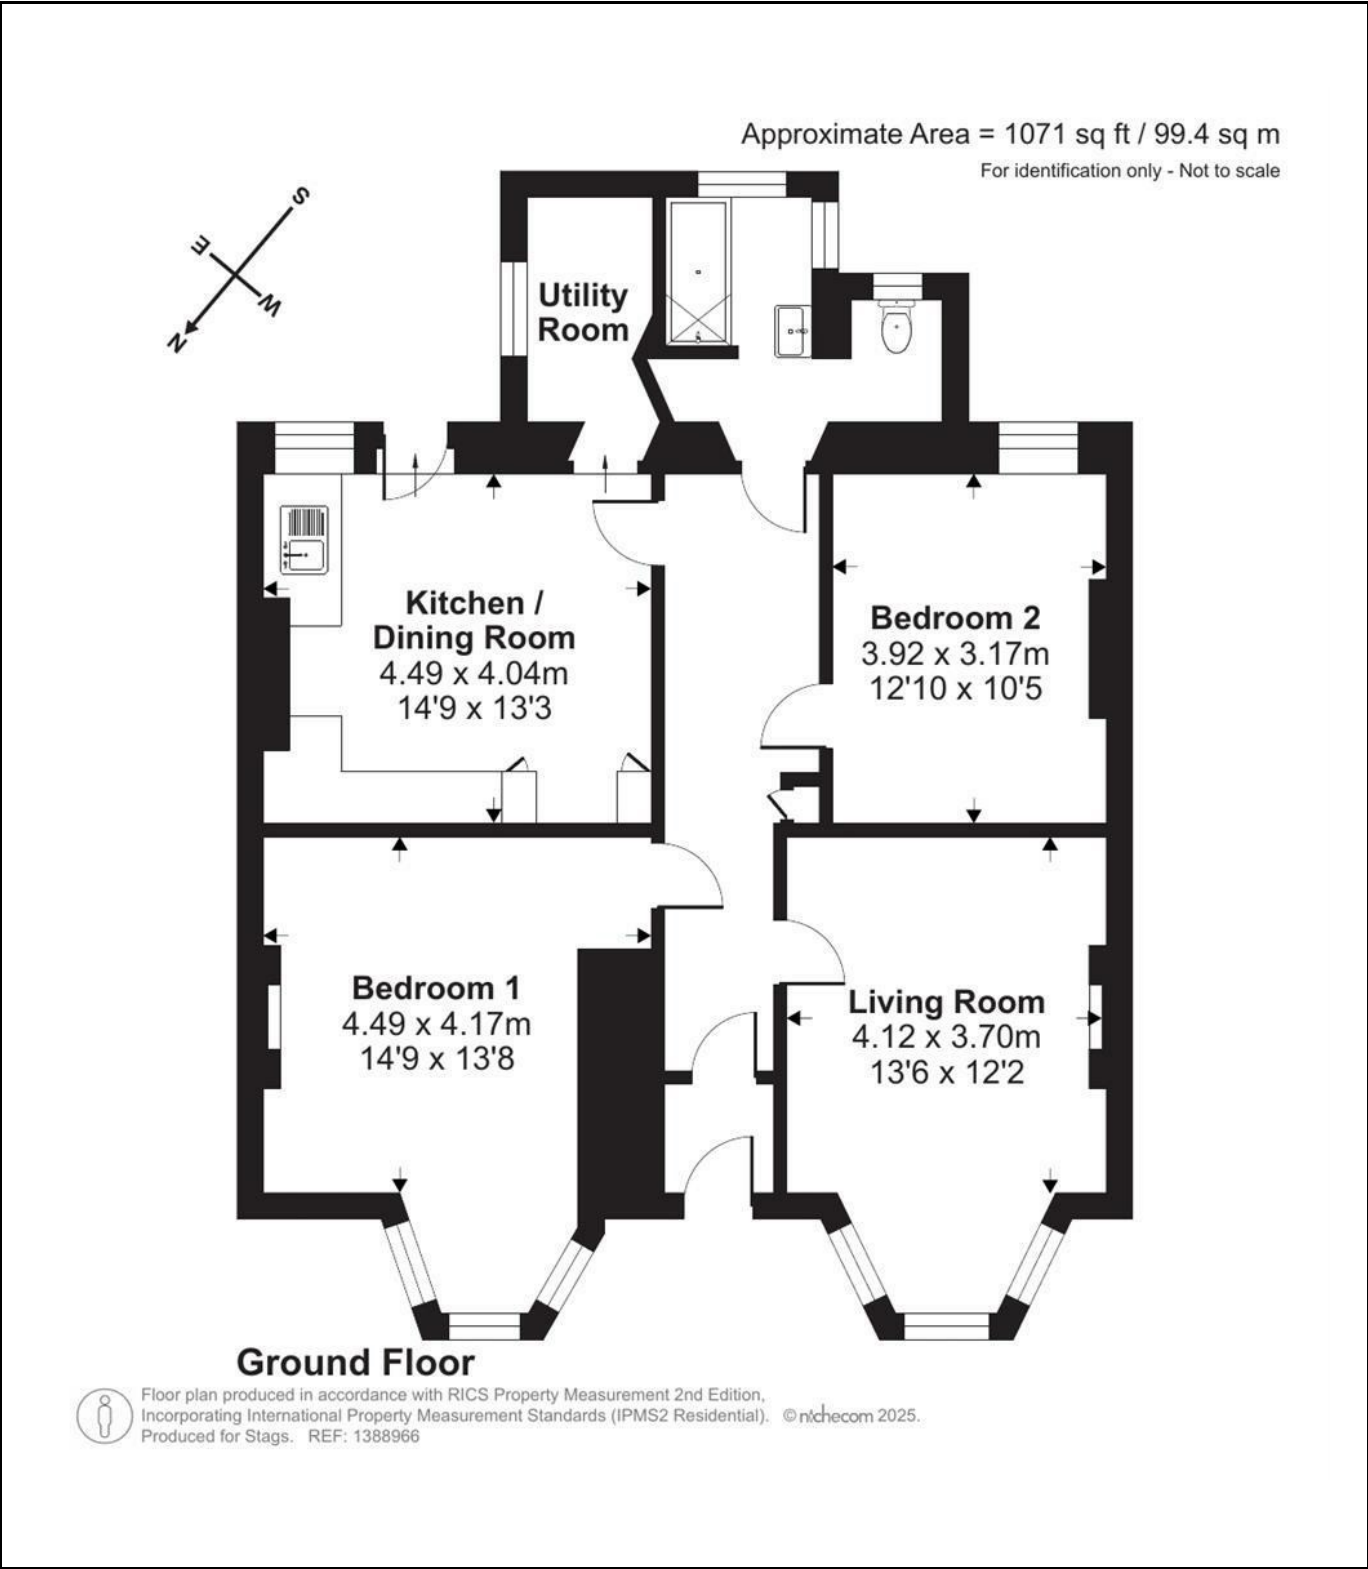 Approximate Area = 1071 sq ft / 99.4 sq m
For identification only - Not to scale
S
E
W
N
Utility
Room
Kitchen /
Dining Room
4.49 x 4.04m
14'9 x 13'3
Bedroom 2
3.92 x 3.17m
12'10 x 10'5
Bedroom 1
4.49 x 4.17m
14'9 x 13'8
Living Room
4.12 x 3.70m
13'6 x 12'2
Ground Floor
Floor plan produced in accordance with RICS Property Measurement 2nd Edition,
Incorporating International Property Measurement Standards (IPMS2 Residential). © nichecom 2025.
Produced for Stags. REF: 1388966